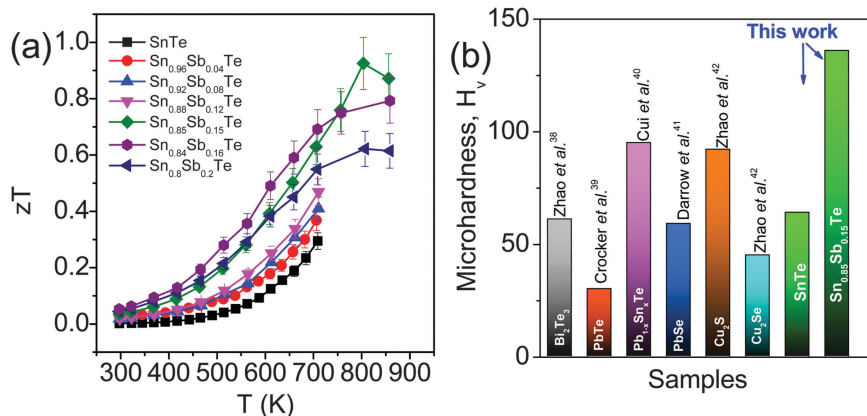 (a)
1.0
0.8
0.6
0.4
0.2
0.0
zT
SnTe
Sn0.96Sb0.04Te
Sn0.92Sb0.08Te
Sn0.88Sb0.12Te
Sn0.85Sb0.15Te
Sn0.84Sb0.16Te
Sn0.8Sb0.2Te
300 400 500 600 700 800 900
T (K)
(b)
150
100
50
0
Microhardness, Hv
This work
Zhao et al.38
Crocker et al.39
Cui et al.40
Darrow et al.41
Zhao et al.42
Zhao et al.42
Bi2Te3
PbTe
Pb1-xSnxTe
PbSe
Cu2S
Cu2Se
SnTe
Sn0.85Sb0.15Te
Samples